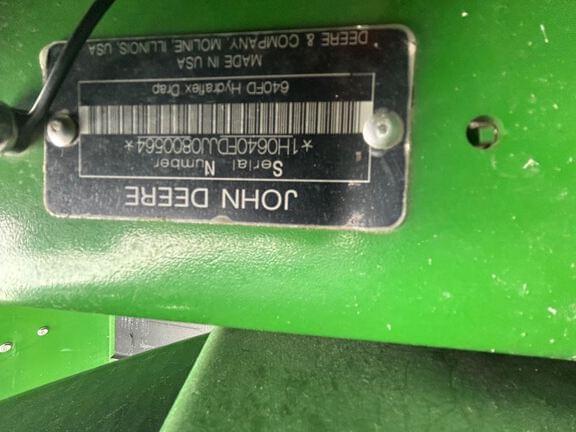 JOHN DEERE
Serial Number
*1H0640FDJJ0800564*
640FD Hydraflex Drap
MADE IN USA
DEERE & COMPANY, MOLINE, ILLINOIS, USA